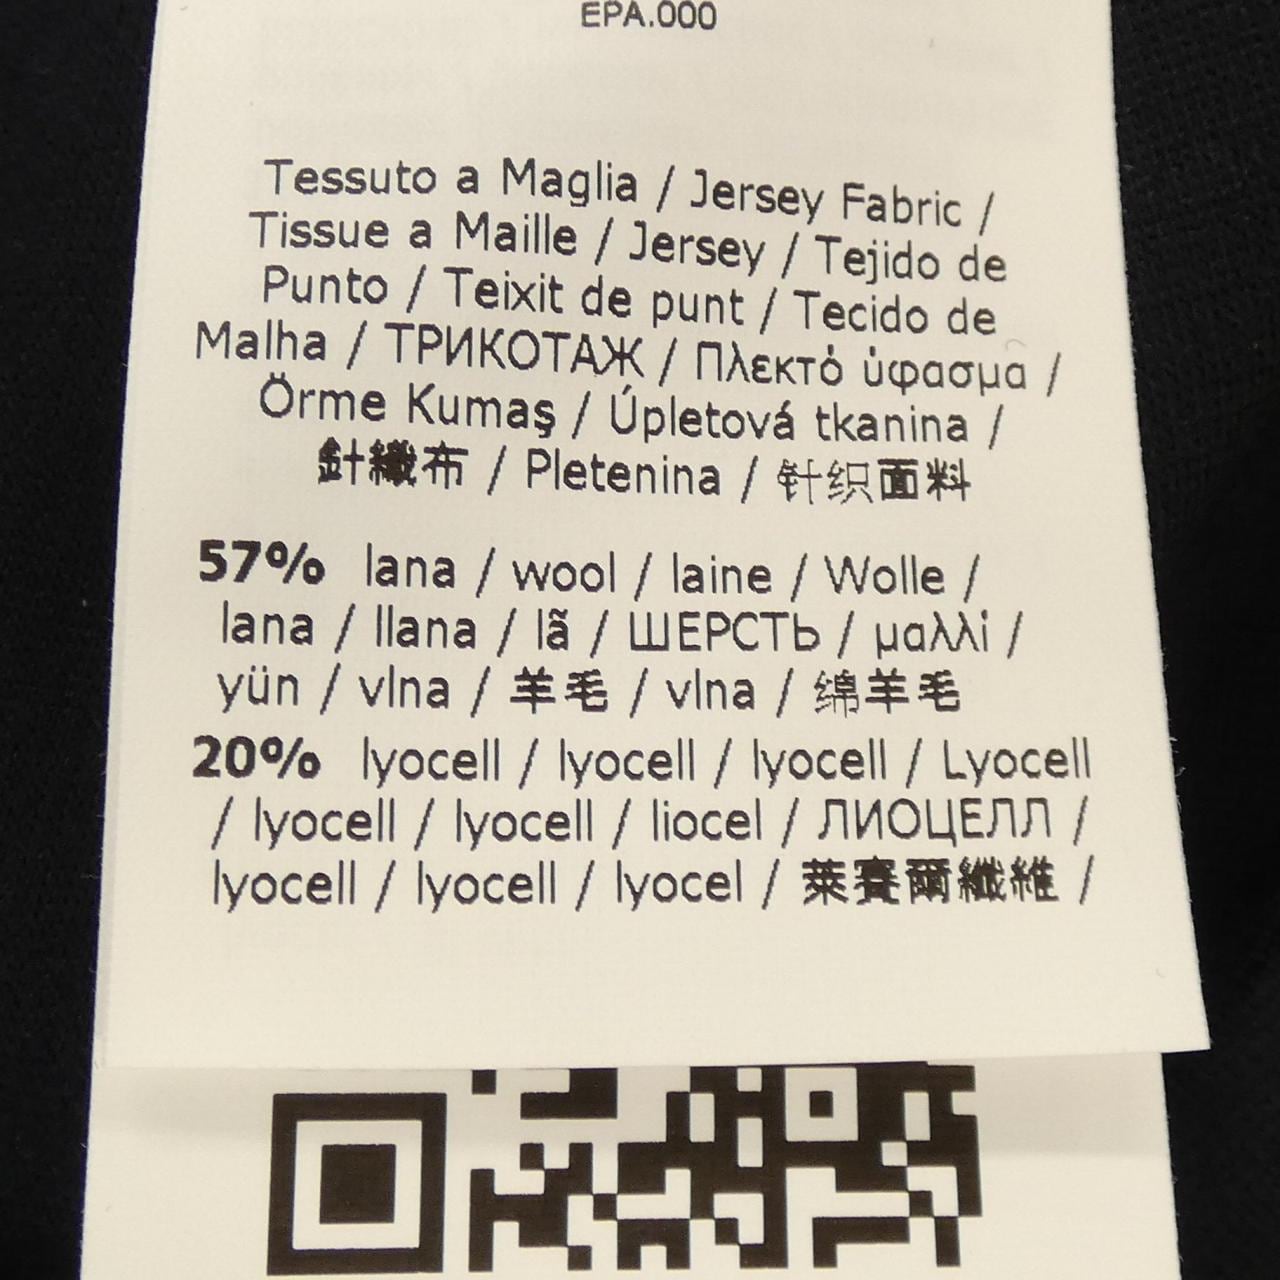 EPA.000
Tessuto a Maglia / Jersey Fabric /
Tissue a Maille / Jersey / Tejido de
Punto / Teixit de punt / Tecido de
Malha / ТРИКОТАЖ / Πλεκτό ύφασμα /
Örme Kumaş / Úpletová tkanina /
針織布 / Pletenina / 针织面料
57% lana / wool / laine / Wolle /
lana / llana / lã / ШЕРСТЬ / μαλλί /
yün / vlna / 羊毛 / vlna / 绵羊毛
20% lyocell / lyocell / lyocell / Lyocell
/ lyocell / lyocell / liocel / ЛИОЦЕЛЛ /
lyocell / lyocell / lyocel / 萊賽爾纖維 /